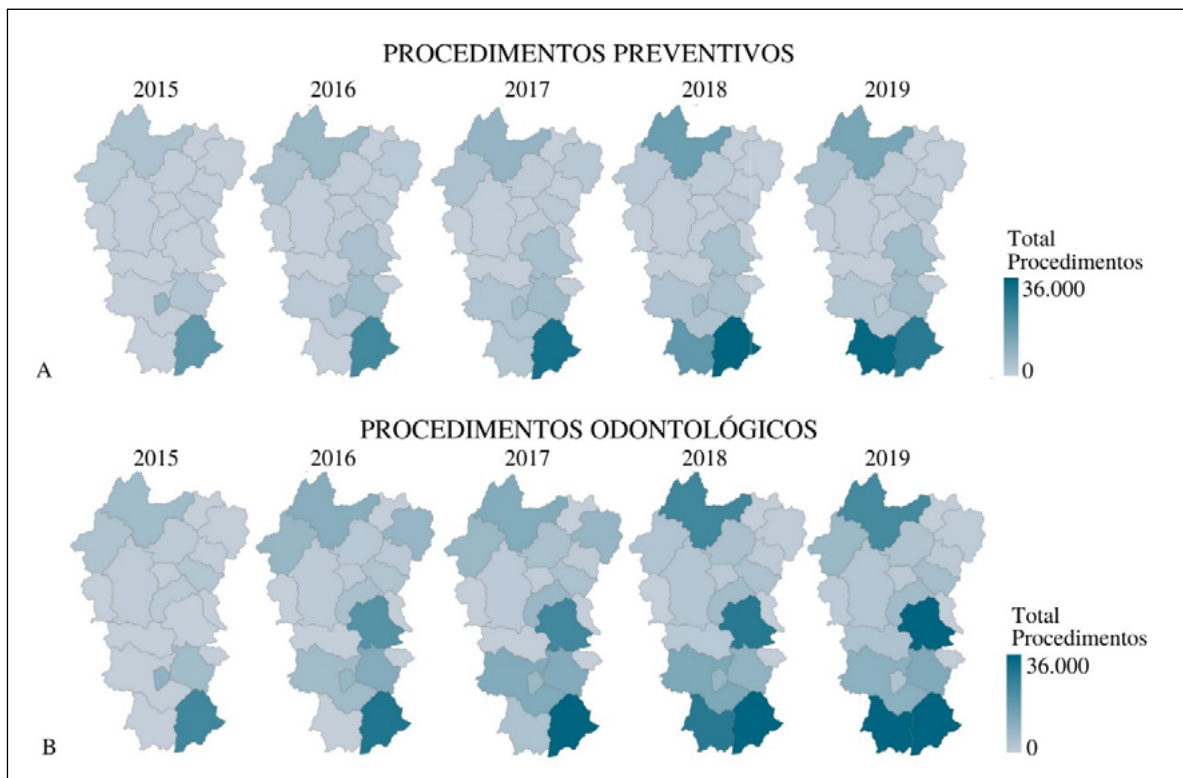 PROCEDIMENTOS PREVENTIVOS
2015 2016 2017 2018 2019
Total
Procedimentos
36.000
0
A
PROCEDIMENTOS ODONTOLÓGICOS
2015 2016 2017 2018 2019
Total
Procedimentos
36.000
0
B